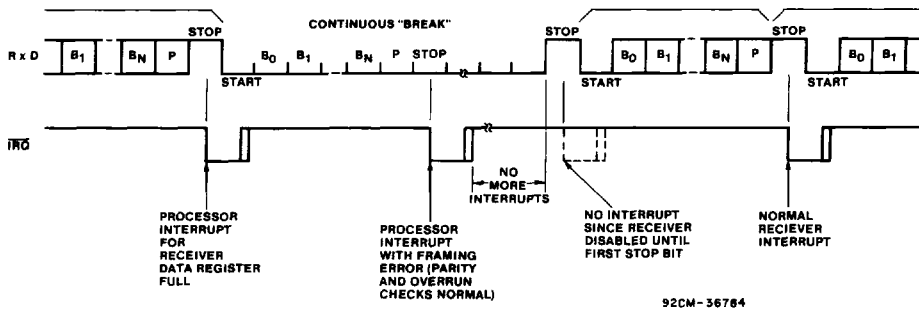 CONTINUOUS "BREAK"
STOP
STOP
STOP
R x D
B1
BN
P
B0
B1
BN
P
STOP
B0
B1
BN
P
B0
B1
START
START
START
IRQ
NO
MORE
INTERRUPTS
PROCESSOR
INTERRUPT
FOR
RECEIVER
DATA REGISTER
FULL
PROCESSOR
INTERRUPT
WITH FRAMING
ERROR (PARITY
AND OVERRUN
CHECKS NORMAL)
NO INTERRUPT
SINCE RECEIVER
DISABLED UNTIL
FIRST STOP BIT
NORMAL
RECIEVER
INTERRUPT
92CM-36784